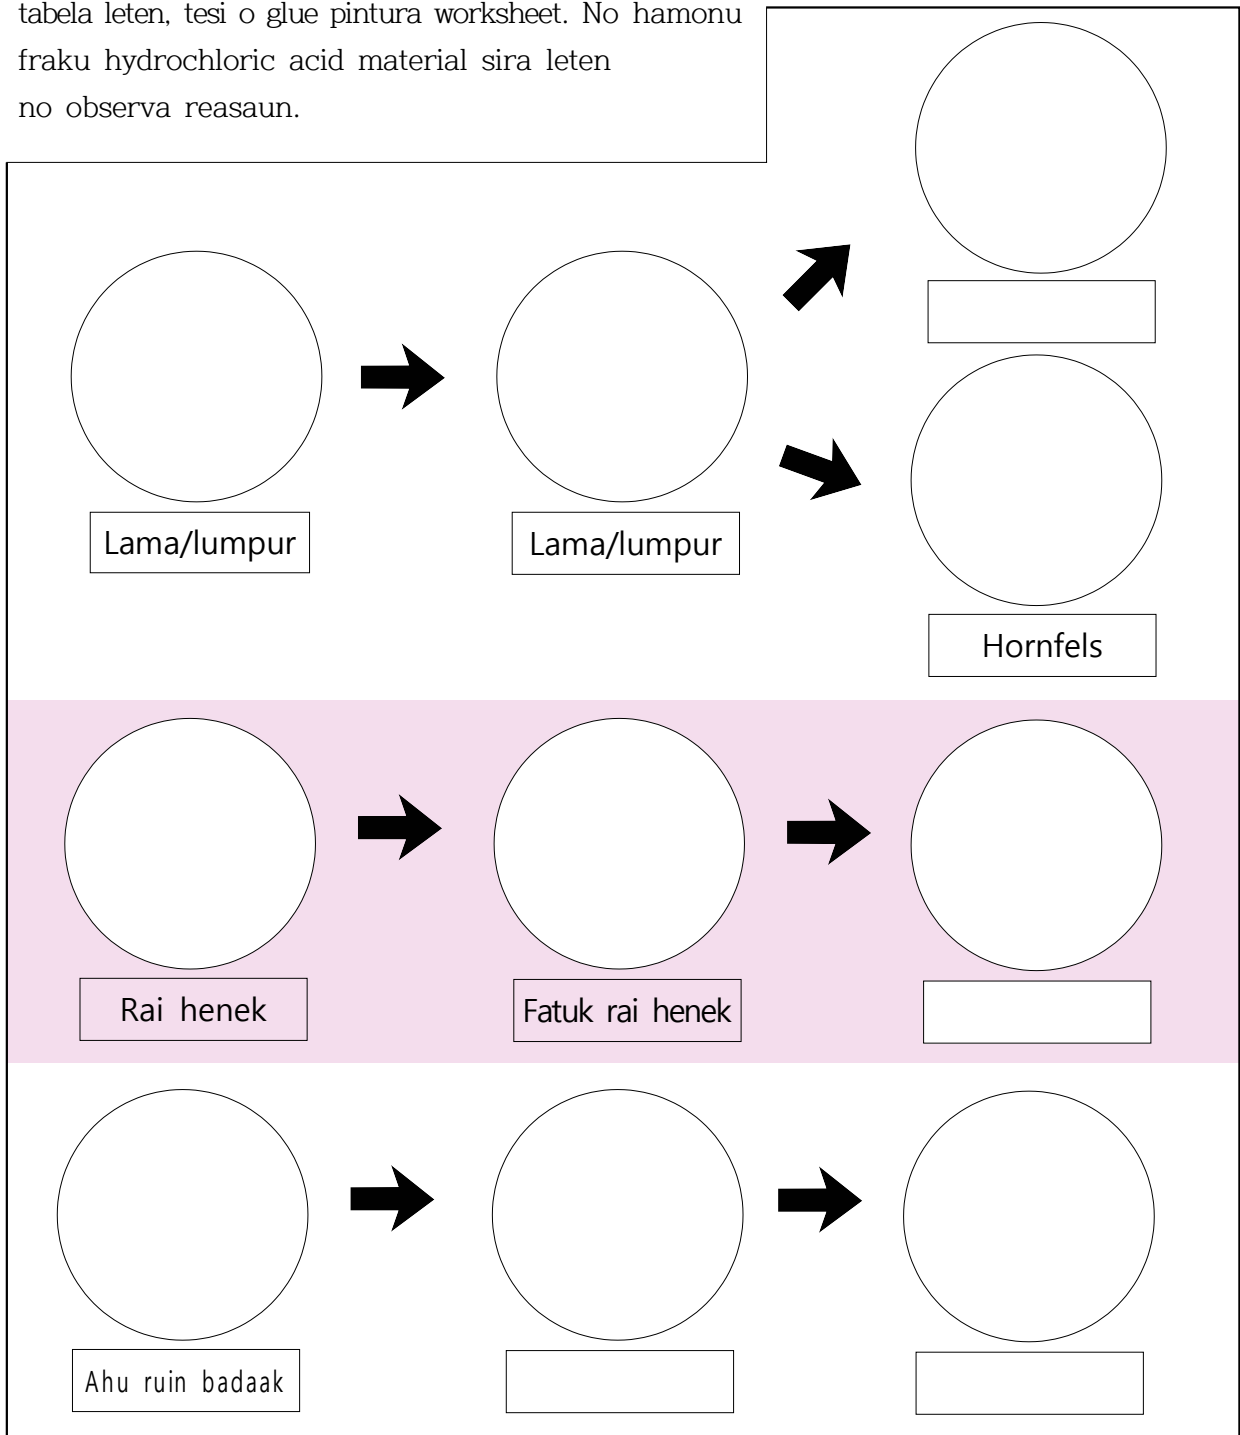 tabela leten, tesi o glue pintura worksheet. No hamonu
fraku hydrochloric acid material sira leten
no observa reasaun.
Lama/lumpur
Lama/lumpur
Hornfels
Rai henek
Fatuk rai henek
Ahu ruin badaak